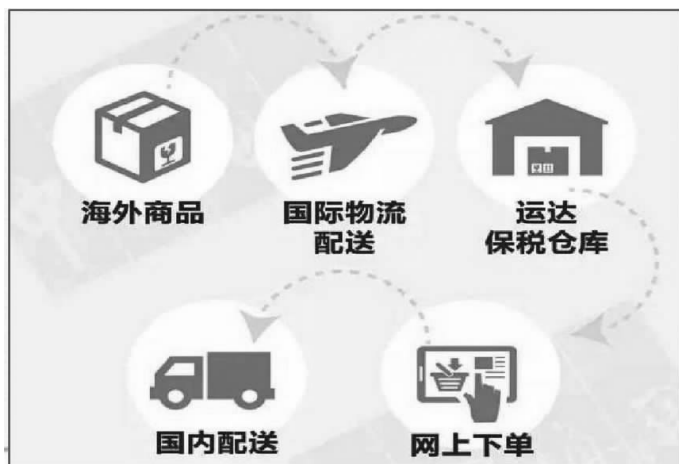 海外商品
国际物流
配送
运达
保税仓库
网上下单
国内配送